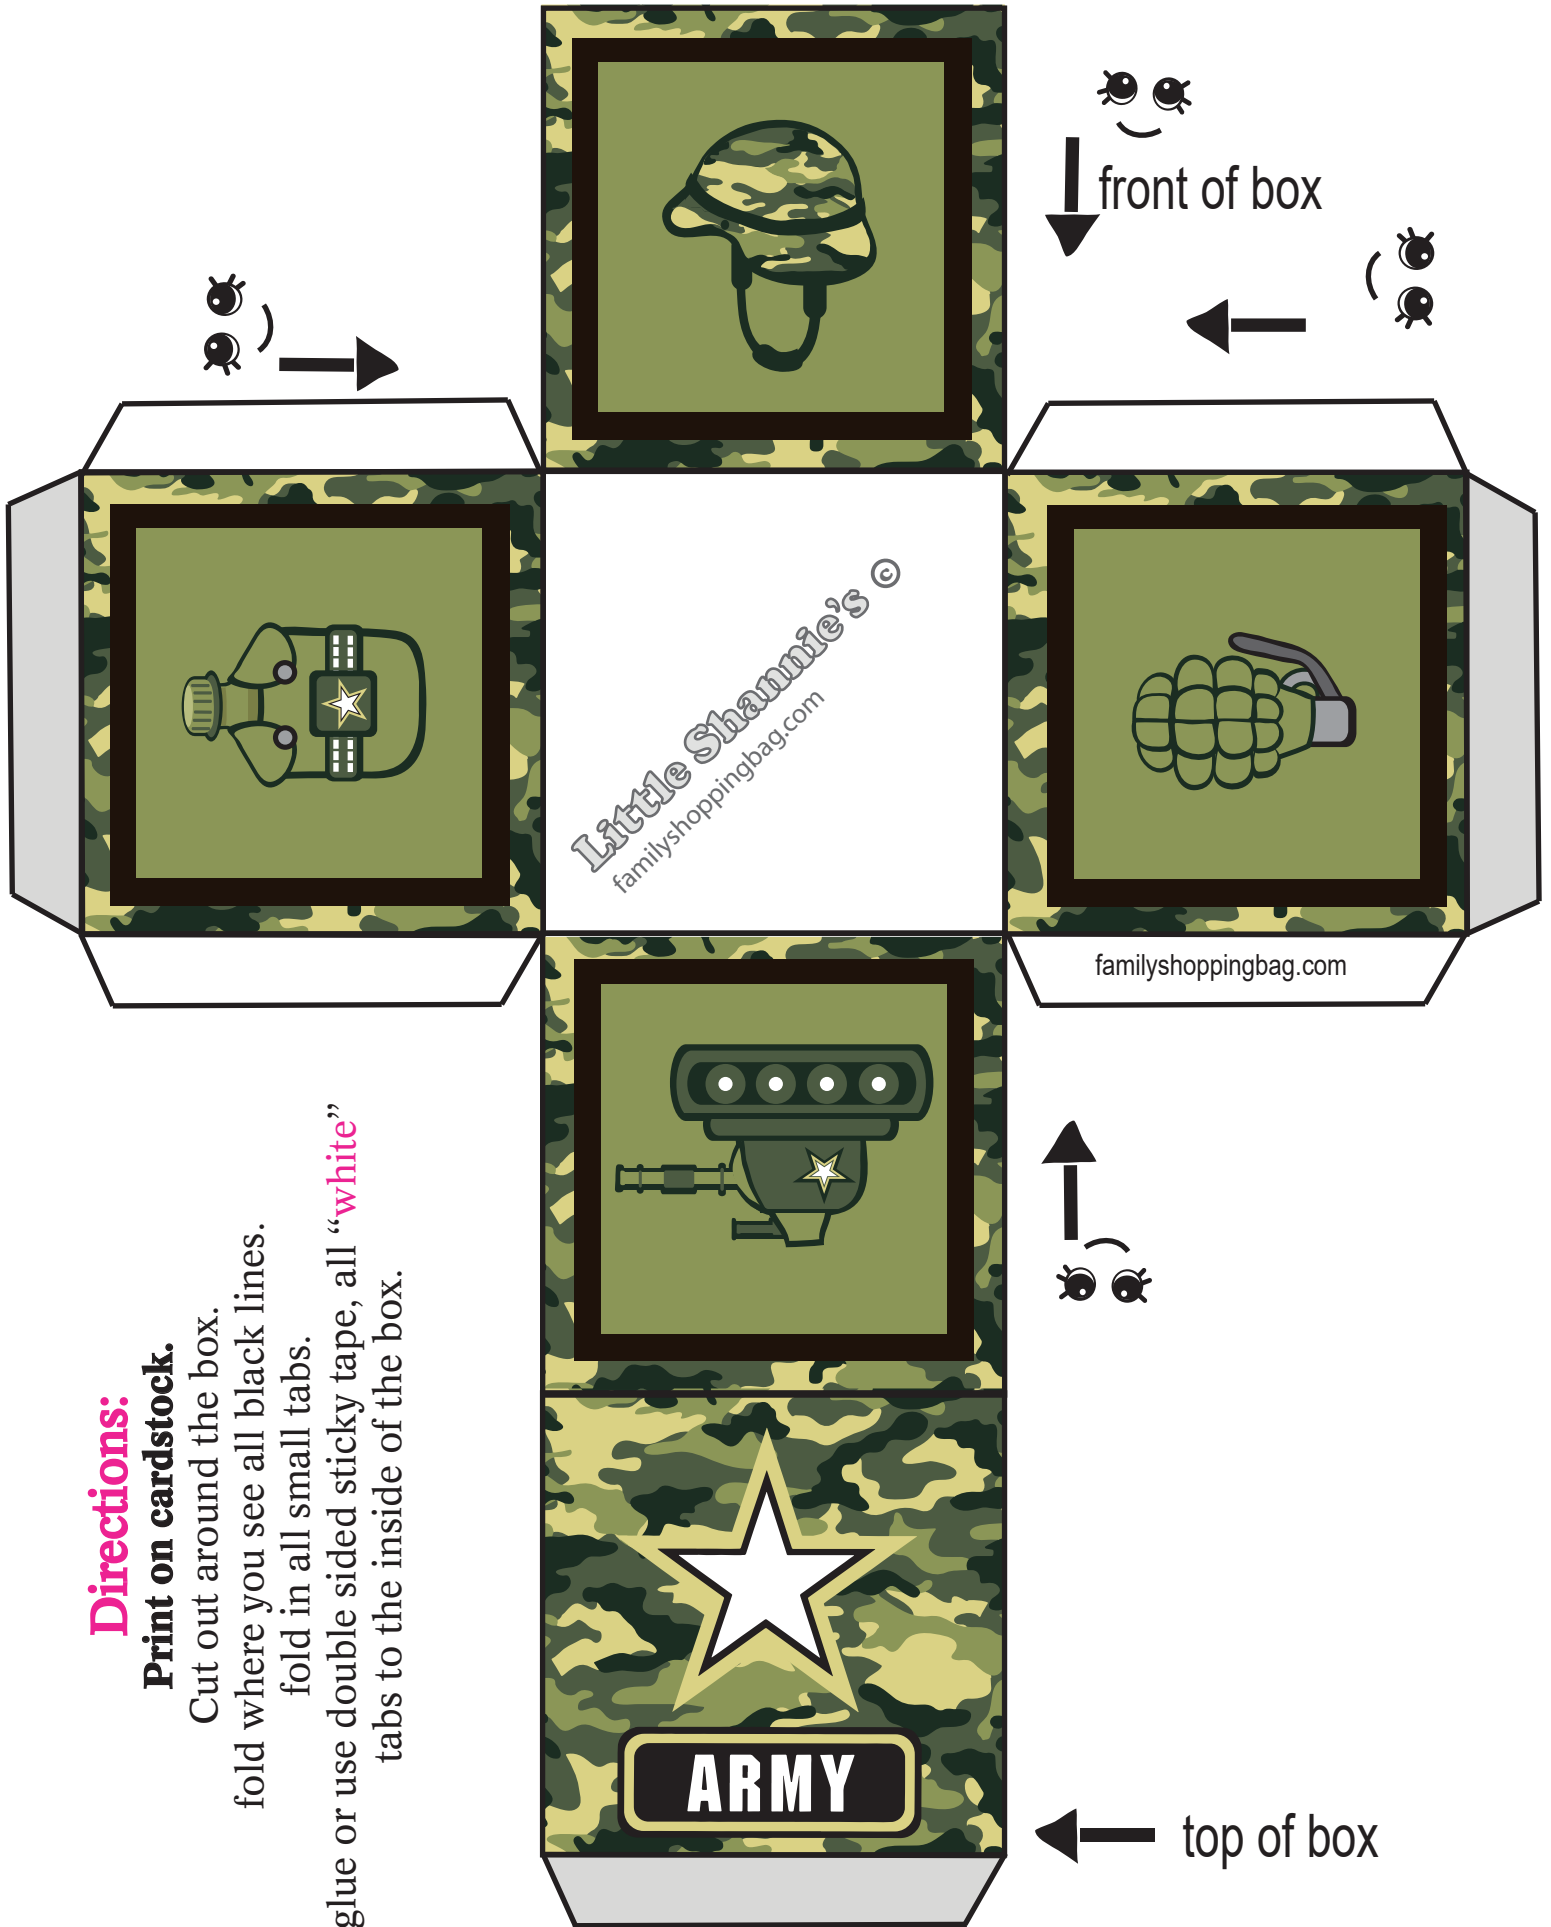 front of box
Little Shannie's ©
familyshoppingbag.com
familyshoppingbag.com
Directions:
Print on cardstock.
Cut out around the box.
fold where you see all black lines.
fold in all small tabs.
glue or use double sided sticky tape, all “white”
tabs to the inside of the box.
ARMY
top of box